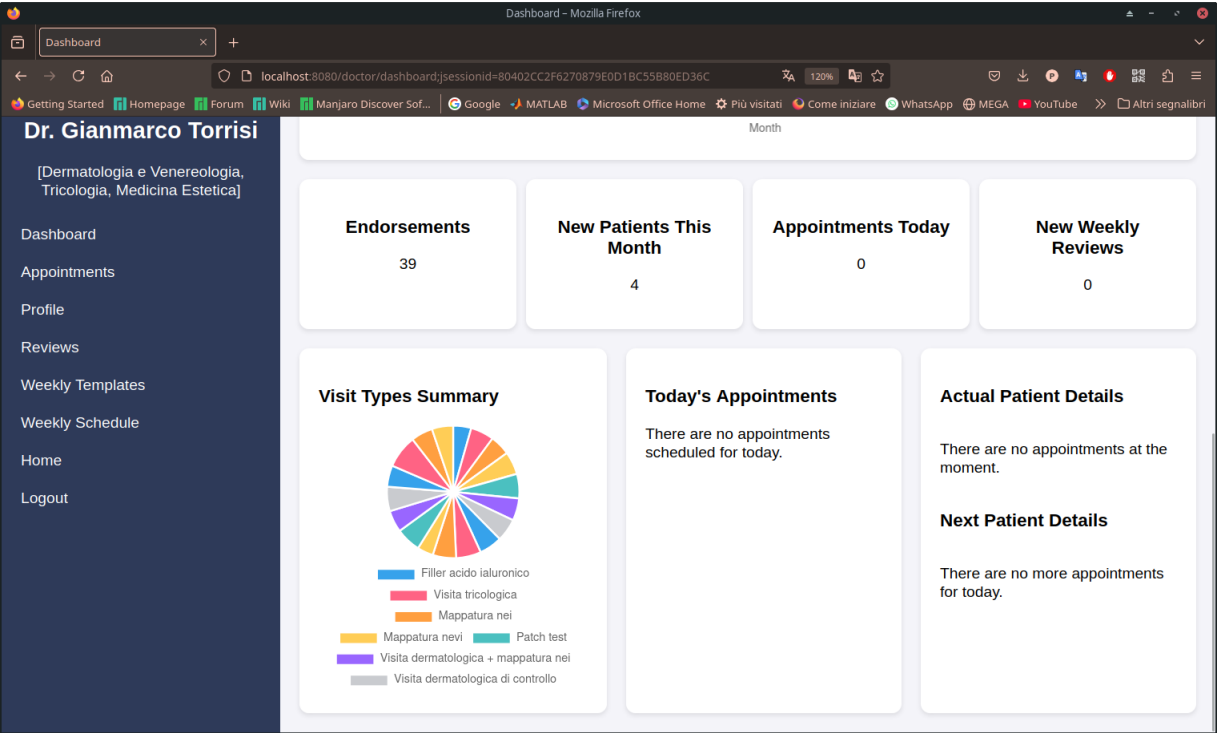 Dashboard – Mozilla Firefox
Dashboard
localhost:8080/doctor/dashboard;jsessionid=80402CC2F6270879E0D1BC55B80ED36C
120%
Getting Started Homepage Forum Wiki Manjaro Discover Sof... Google MATLAB Microsoft Office Home Più visitati Come iniziare WhatsApp MEGA YouTube Altri segnalibri
Dr. Gianmarco Torrisi
[Dermatologia e Venereologia,
Tricologia, Medicina Estetica]
Dashboard
Appointments
Profile
Reviews
Weekly Templates
Weekly Schedule
Home
Logout
Month
Endorsements
39
New Patients This
Month
4
Appointments Today
0
New Weekly
Reviews
0
Visit Types Summary
Filler acido ialuronico
Visita tricologica
Mappatura nei
Mappatura nevi Patch test
Visita dermatologica + mappatura nei
Visita dermatologica di controllo
Today's Appointments
There are no appointments
scheduled for today.
Actual Patient Details
There are no appointments at the
moment.
Next Patient Details
There are no more appointments
for today.